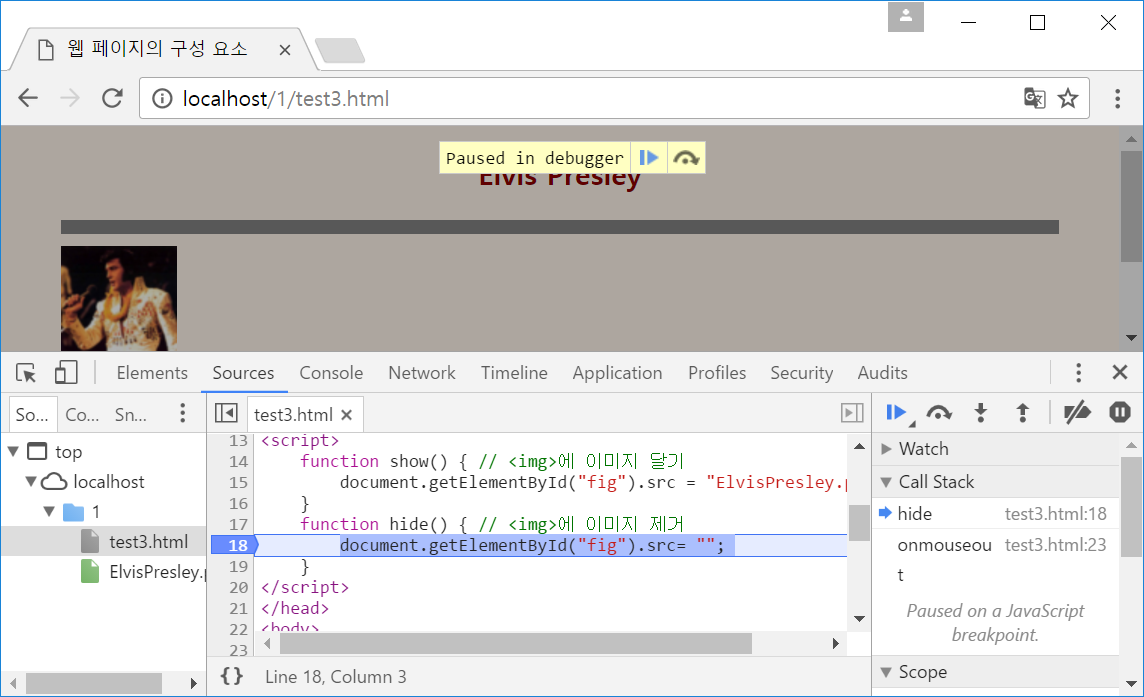 웹 페이지의 구성 요소
localhost/1/test3.html
Paused in debugger
Elvis Presley
Elements Sources Console Network Timeline Application Profiles Security Audits
So... Co... Sn...
test3.html
top
localhost
1
test3.html
ElvisPresley.p
13 <script>
14 function show() { // <img>에 이미지 달기
15 document.getElementById("fig").src = "ElvisPresley.p
16 }
17 function hide() { // <img>에 이미지 제거
18 document.getElementById("fig").src= "";
19 }
20 </script>
21 </head>
22 <body>
23
{} Line 18, Column 3
Watch
Call Stack
hide test3.html:18
onmouseou test3.html:23
t
Paused on a JavaScript
breakpoint.
Scope